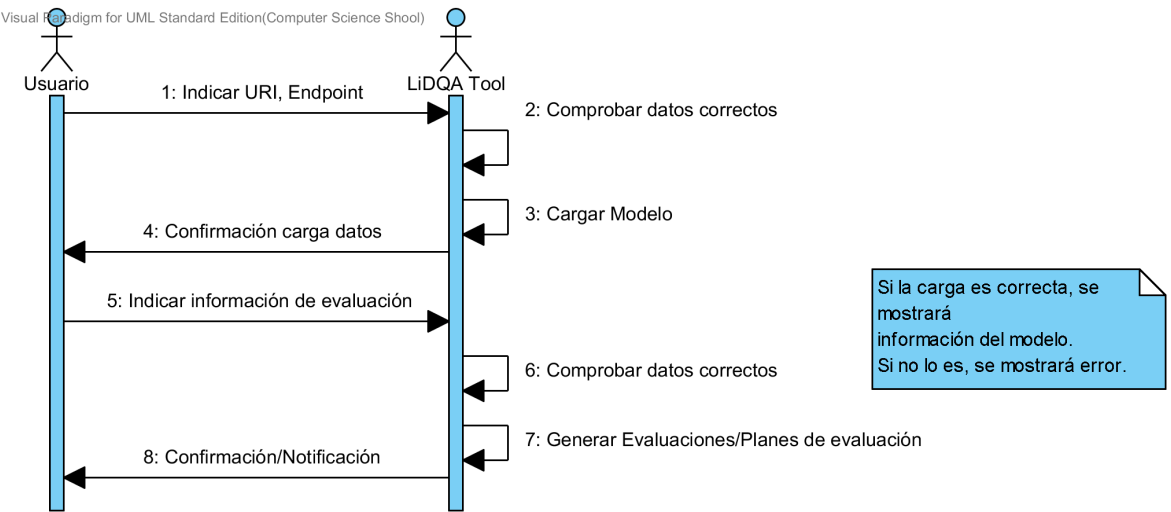 Visual Paradigm for UML Standard Edition(Computer Science Shool)
Usuario
LiDQA Tool
1: Indicar URI, Endpoint
2: Comprobar datos correctos
3: Cargar Modelo
4: Confirmación carga datos
5: Indicar información de evaluación
Si la carga es correcta, se
mostrará
información del modelo.
Si no lo es, se mostrará error.
6: Comprobar datos correctos
7: Generar Evaluaciones/Planes de evaluación
8: Confirmación/Notificación